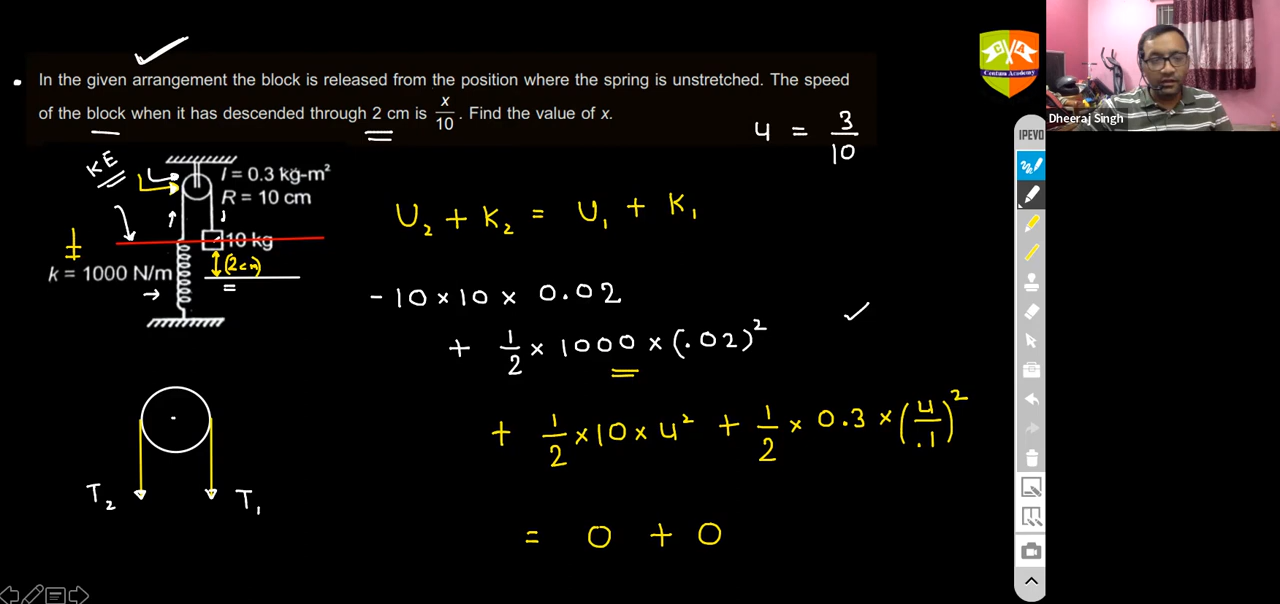 In the given arrangement the block is released from the position where the spring is unstretched. The speed
of the block when it has descended through 2 cm is x/10. Find the value of x.
u = 3/10
KE
I = 0.3 kg-m²
R = 10 cm
10 kg
(2cm)
k = 1000 N/m
U₂ + K₂ = U₁ + K₁
- 10 × 10 × 0.02
+ 1/2 × 1000 × (.02)²
+ 1/2 × 10 × u² + 1/2 × 0.3 × (u/.1)²
= 0 + 0
T₂
T₁
C A
Centum Academy
Dheeraj Singh
IPEVO